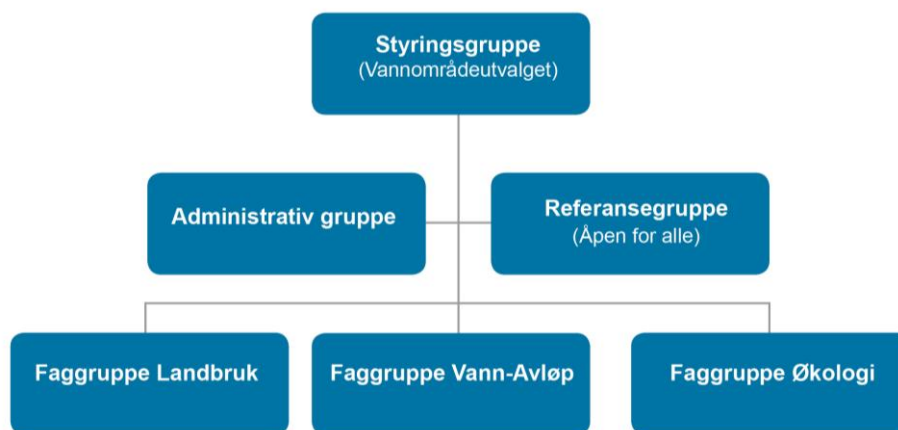 Styringsgruppe
(Vannområdeutvalget)
Administrativ gruppe
Referansegruppe
(Åpen for alle)
Faggruppe Landbruk
Faggruppe Vann-Avløp
Faggruppe Økologi